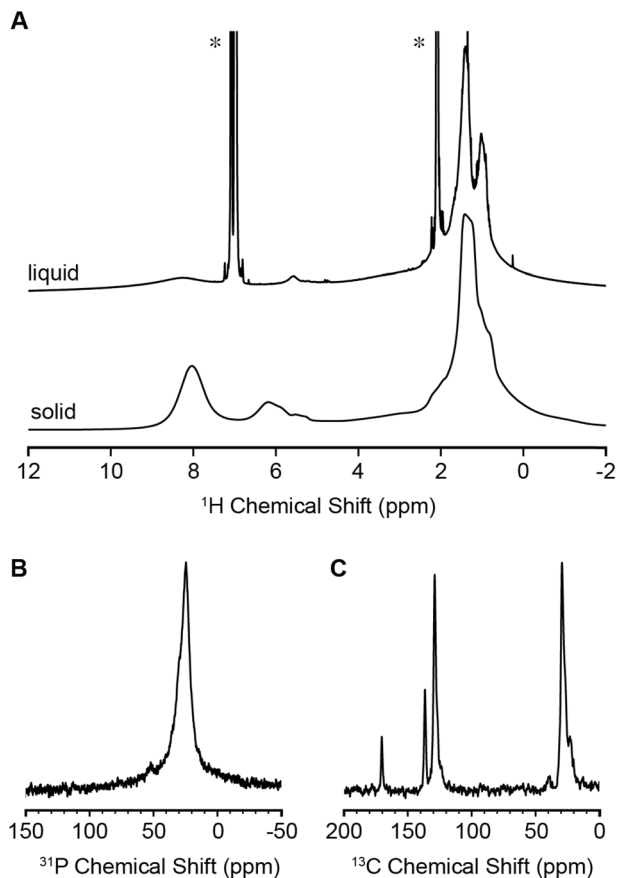 A
*
*
liquid
solid
12 10 8 6 4 2 0 -2
¹H Chemical Shift (ppm)
B
C
150 100 50 0 -50
200 150 100 50 0
³¹P Chemical Shift (ppm)
¹³C Chemical Shift (ppm)